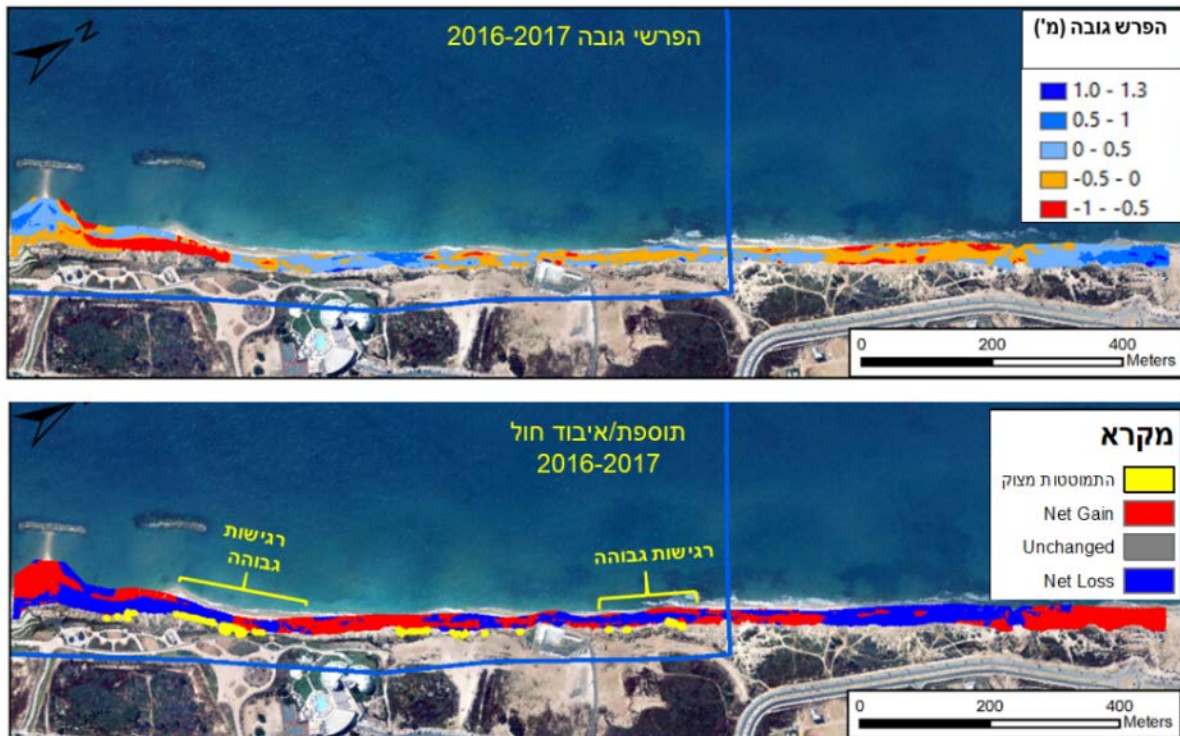 N
הפרשי גובה 2016-2017
הפרש גובה (מ')
1.0 - 1.3
0.5 - 1
0 - 0.5
-0.5 - 0
-1 - -0.5
0 200 400
Meters
תוספת/איבוד חול
2016-2017
רגישות
גבוהה
רגישות גבוהה
מקרא
התמוטטות מצוק
Net Gain
Unchanged
Net Loss
0 200 400
Meters